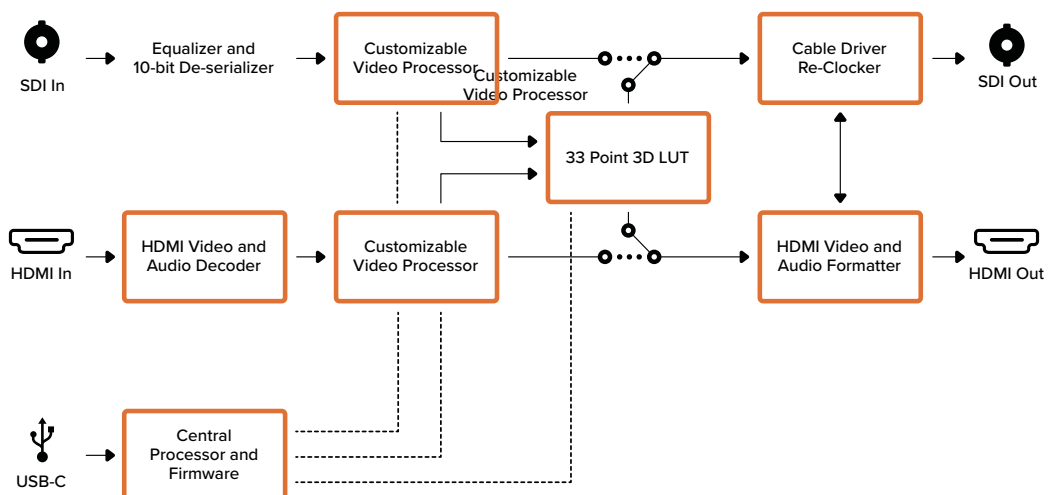 SDI In
Equalizer and
10-bit De-serializer
Customizable
Video Processor
Customizable
Video Processor
Cable Driver
Re-Clocker
SDI Out
33 Point 3D LUT
HDMI In
HDMI Video and
Audio Decoder
Customizable
Video Processor
HDMI Video and
Audio Formatter
HDMI Out
USB-C
Central
Processor and
Firmware